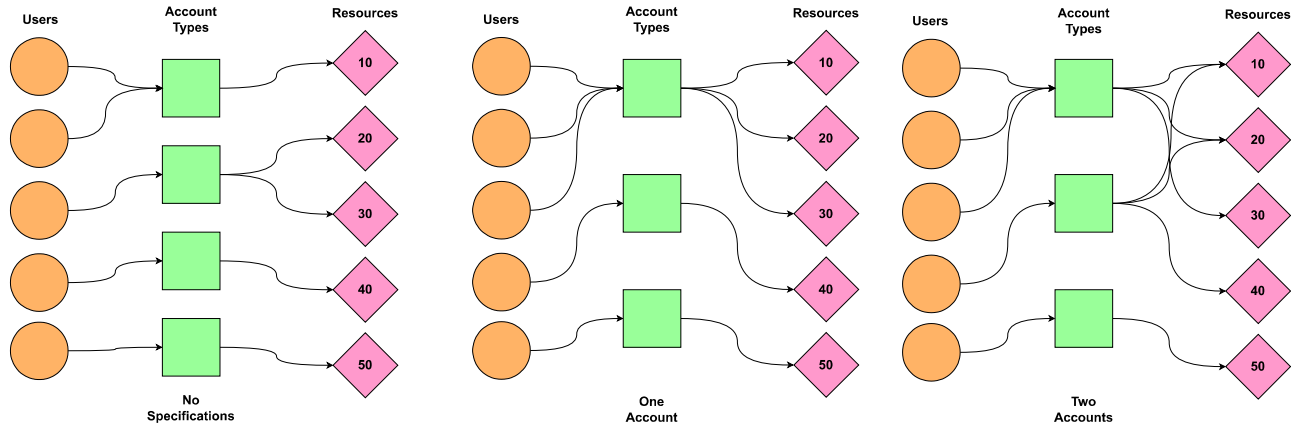 Users
Account
Types
Resources
10
20
30
40
50
No
Specifications
Users
Account
Types
Resources
10
20
30
40
50
One
Account
Users
Account
Types
Resources
10
20
30
40
50
Two
Accounts